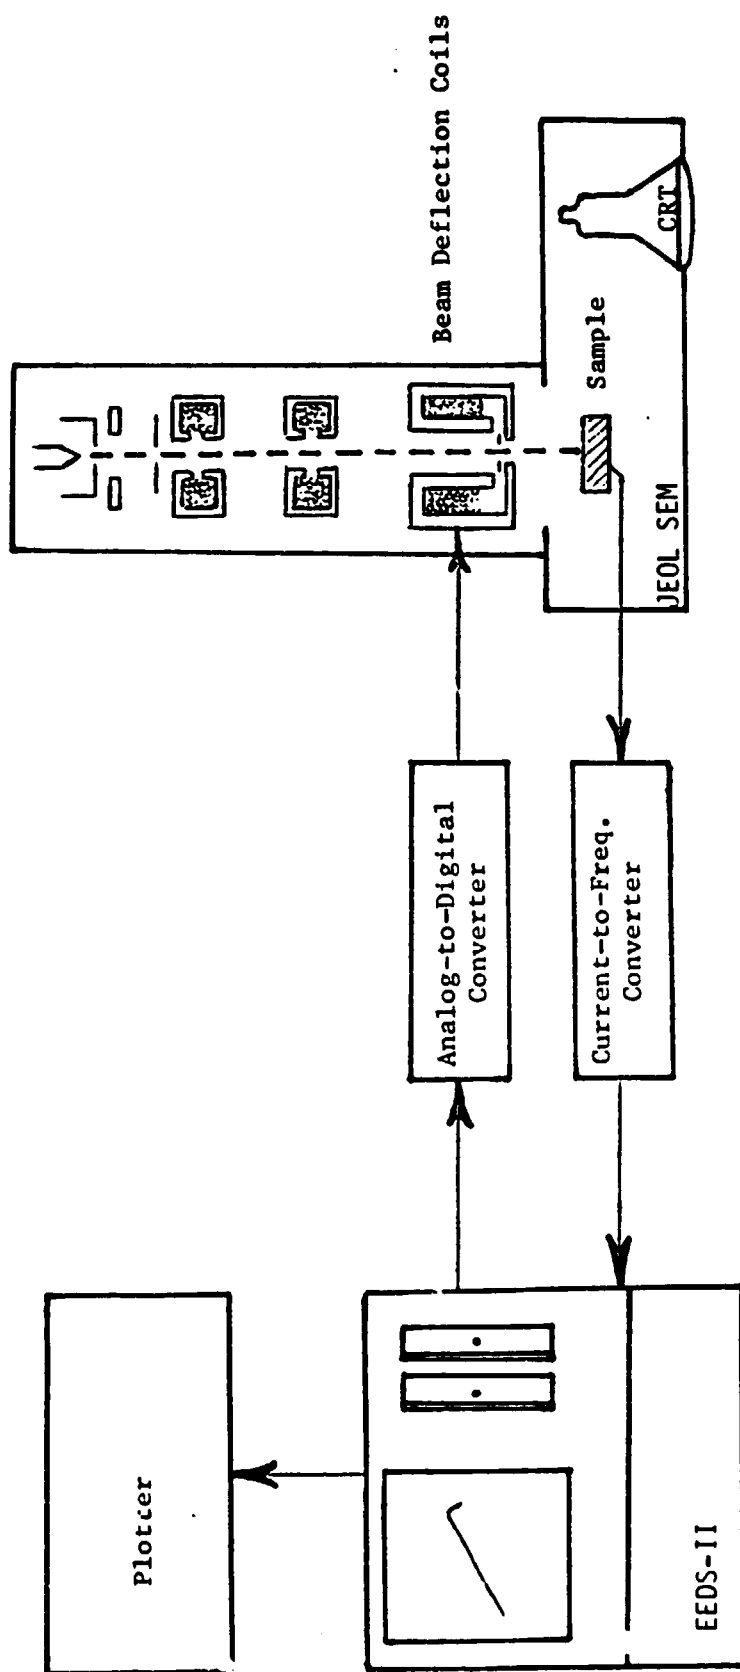 Plotter
EEDS-II
Analog-to-Digital
Converter
Current-to-Freq.
Converter
Beam Deflection Coils
Sample
CRT
JEOL SEM